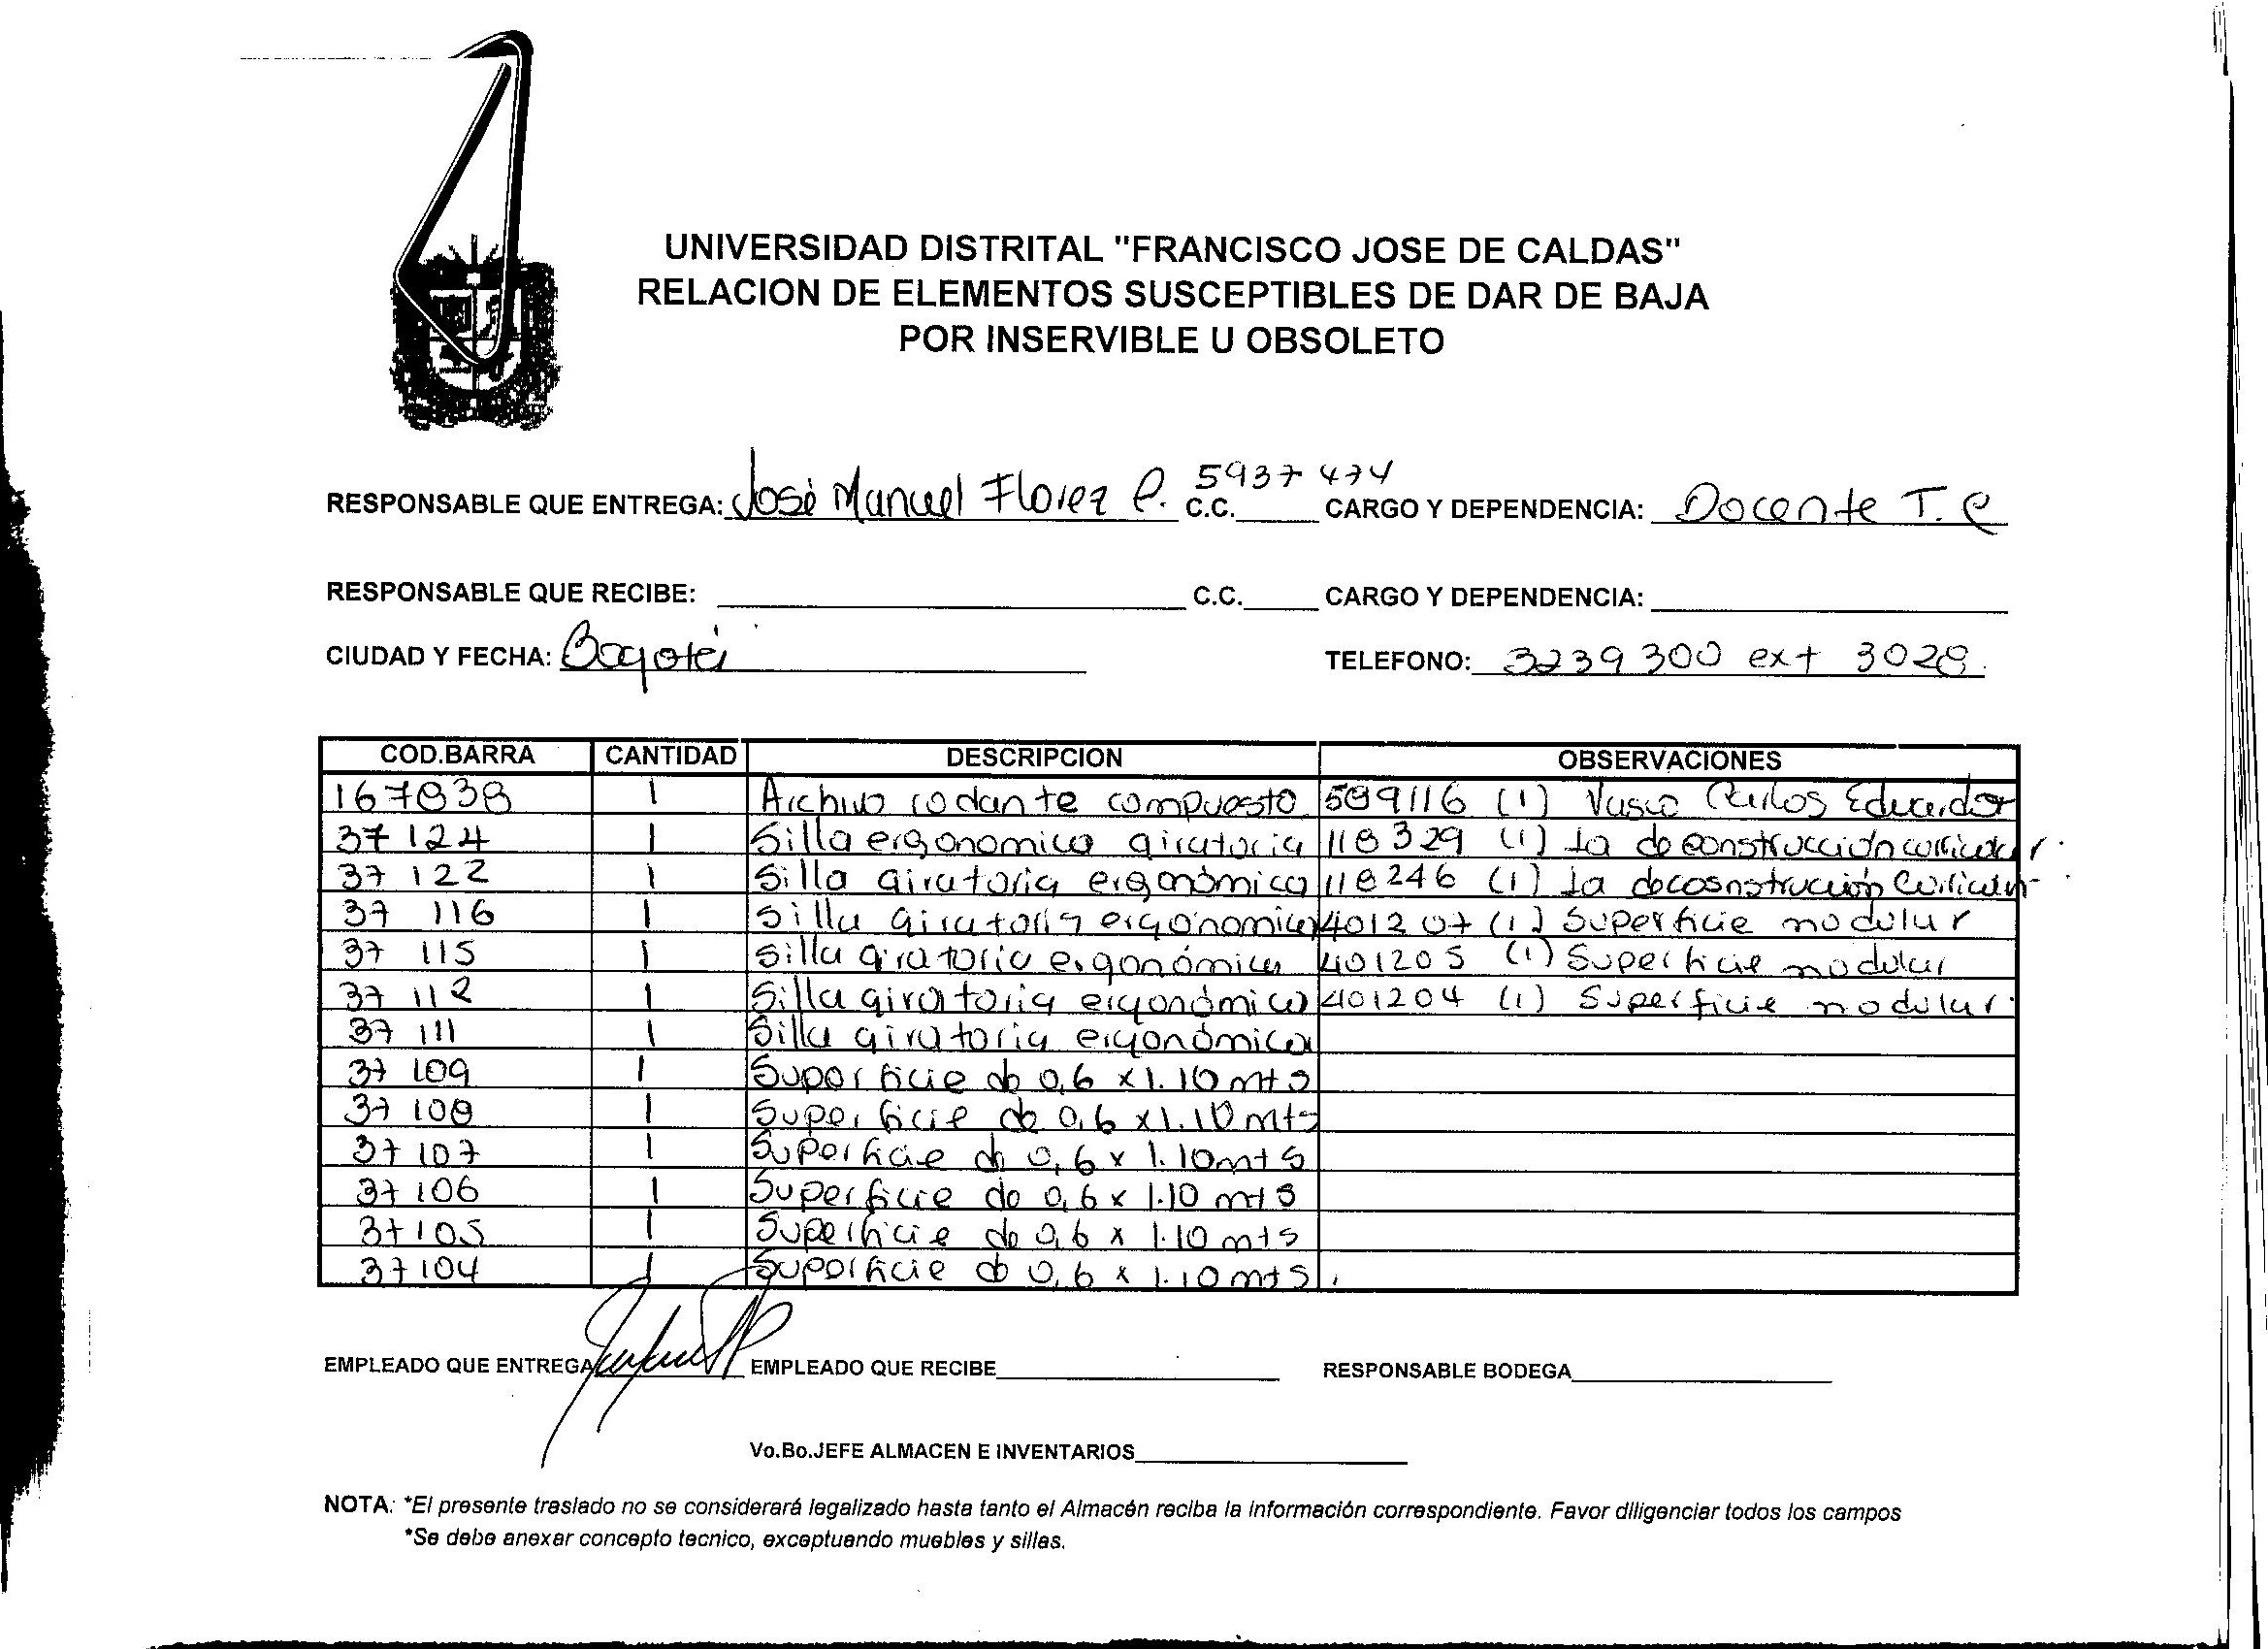 UNIVERSIDAD DISTRITAL "FRANCISCO JOSE DE CALDAS"
RELACION DE ELEMENTOS SUSCEPTIBLES DE DAR DE BAJA
POR INSERVIBLE U OBSOLETO
RESPONSABLE QUE ENTREGA: José Manuel Florez P. C.C. 5937474 CARGO Y DEPENDENCIA: Docente T. C
RESPONSABLE QUE RECIBE: C.C. CARGO Y DEPENDENCIA:
CIUDAD Y FECHA: Bogotá TELEFONO: 3239300 ext 3028
COD.BARRA CANTIDAD DESCRIPCION OBSERVACIONES
167838 1 Archivo rodante compuesto 589116 (1) Vasco Carlos Eduardo
37124 1 Silla ergonomica giratoria 118329 (1) La deconstrucción curricular.
37122 1 Silla giratoria ergonómica 118246 (1) La decosnstrucción
37116 1 Silla giratoria ergónomica 401207 (1) Superficie modular
37115 1 Silla giratoria ergonómica 401205 (1) Superficie modular
37112 1 Silla giratoria ergonómica 401204 (1) Superficie modular.
37111 1 Silla giratoria ergonómica
37109 1 Superficie de 0,6 x 1.10 mts
37108 1 Superficie de 0,6 x 1.10 mts
37107 1 Superficie de 0,6 x 1.10 mts
37106 1 Superficie de 0,6 x 1.10 mts
37105 1 Superficie de 0,6 x 1.10 mts
37104 1 Superficie de 0,6 x 1.10 mts
EMPLEADO QUE ENTREGA EMPLEADO QUE RECIBE RESPONSABLE BODEGA
Vo.Bo.JEFE ALMACEN E INVENTARIOS
NOTA: *El presente traslado no se considerará legalizado hasta tanto el Almacén reciba la información correspondiente. Favor diligenciar todos los campos
*Se debe anexar concepto tecnico, exceptuando muebles y sillas.